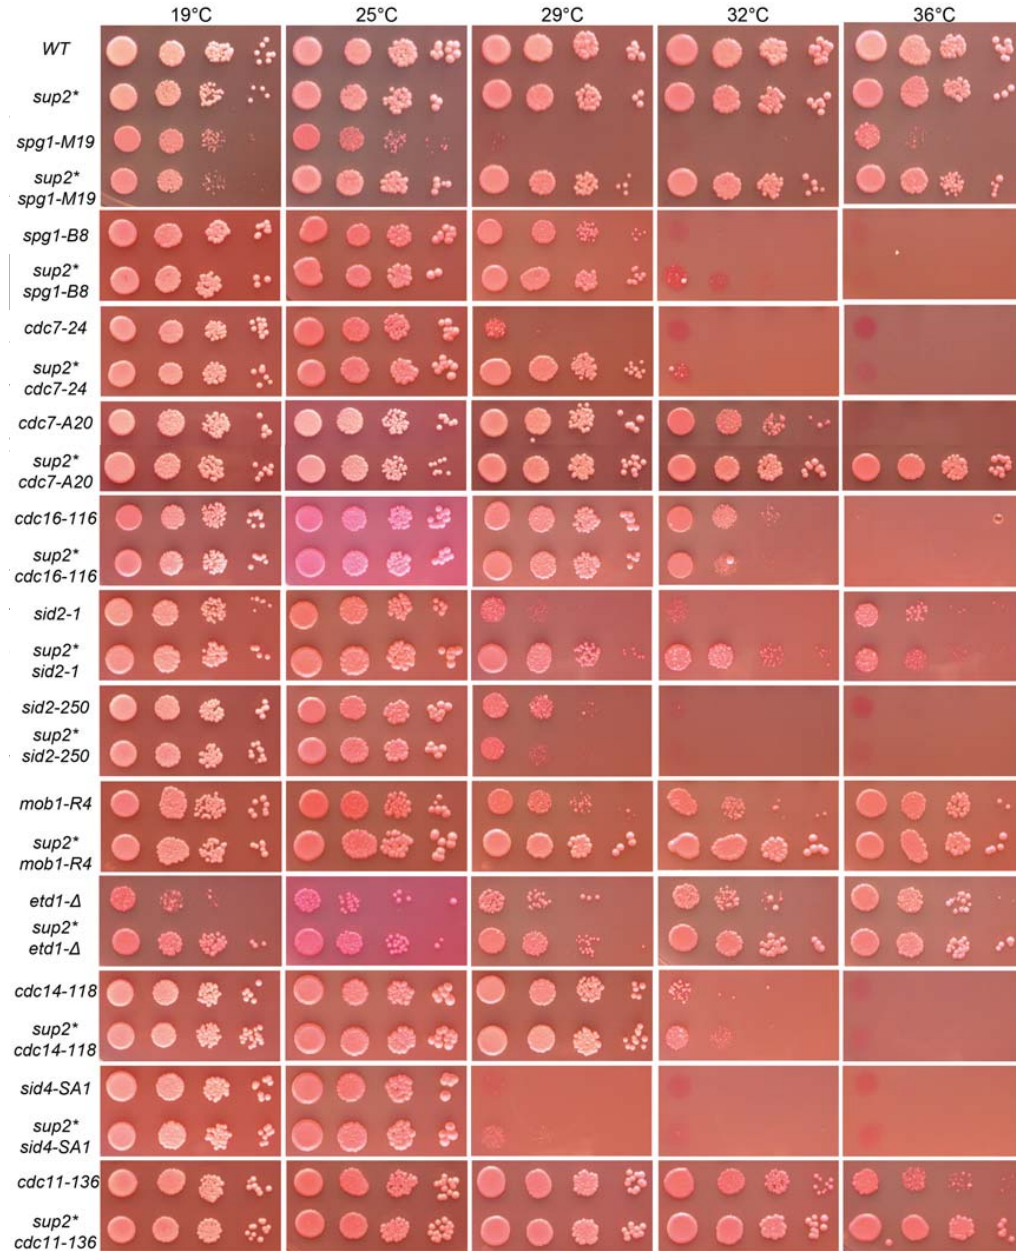 19°C 25°C 29°C 32°C 36°C
WT
sup2*
spg1-M19
sup2*
spg1-M19
spg1-B8
sup2*
spg1-B8
cdc7-24
sup2*
cdc7-24
cdc7-A20
sup2*
cdc7-A20
cdc16-116
sup2*
cdc16-116
sid2-1
sup2*
sid2-1
sid2-250
sup2*
sid2-250
mob1-R4
sup2*
mob1-R4
etd1-Δ
sup2*
etd1-Δ
cdc14-118
sup2*
cdc14-118
sid4-SA1
sup2*
sid4-SA1
cdc11-136
sup2*
cdc11-136